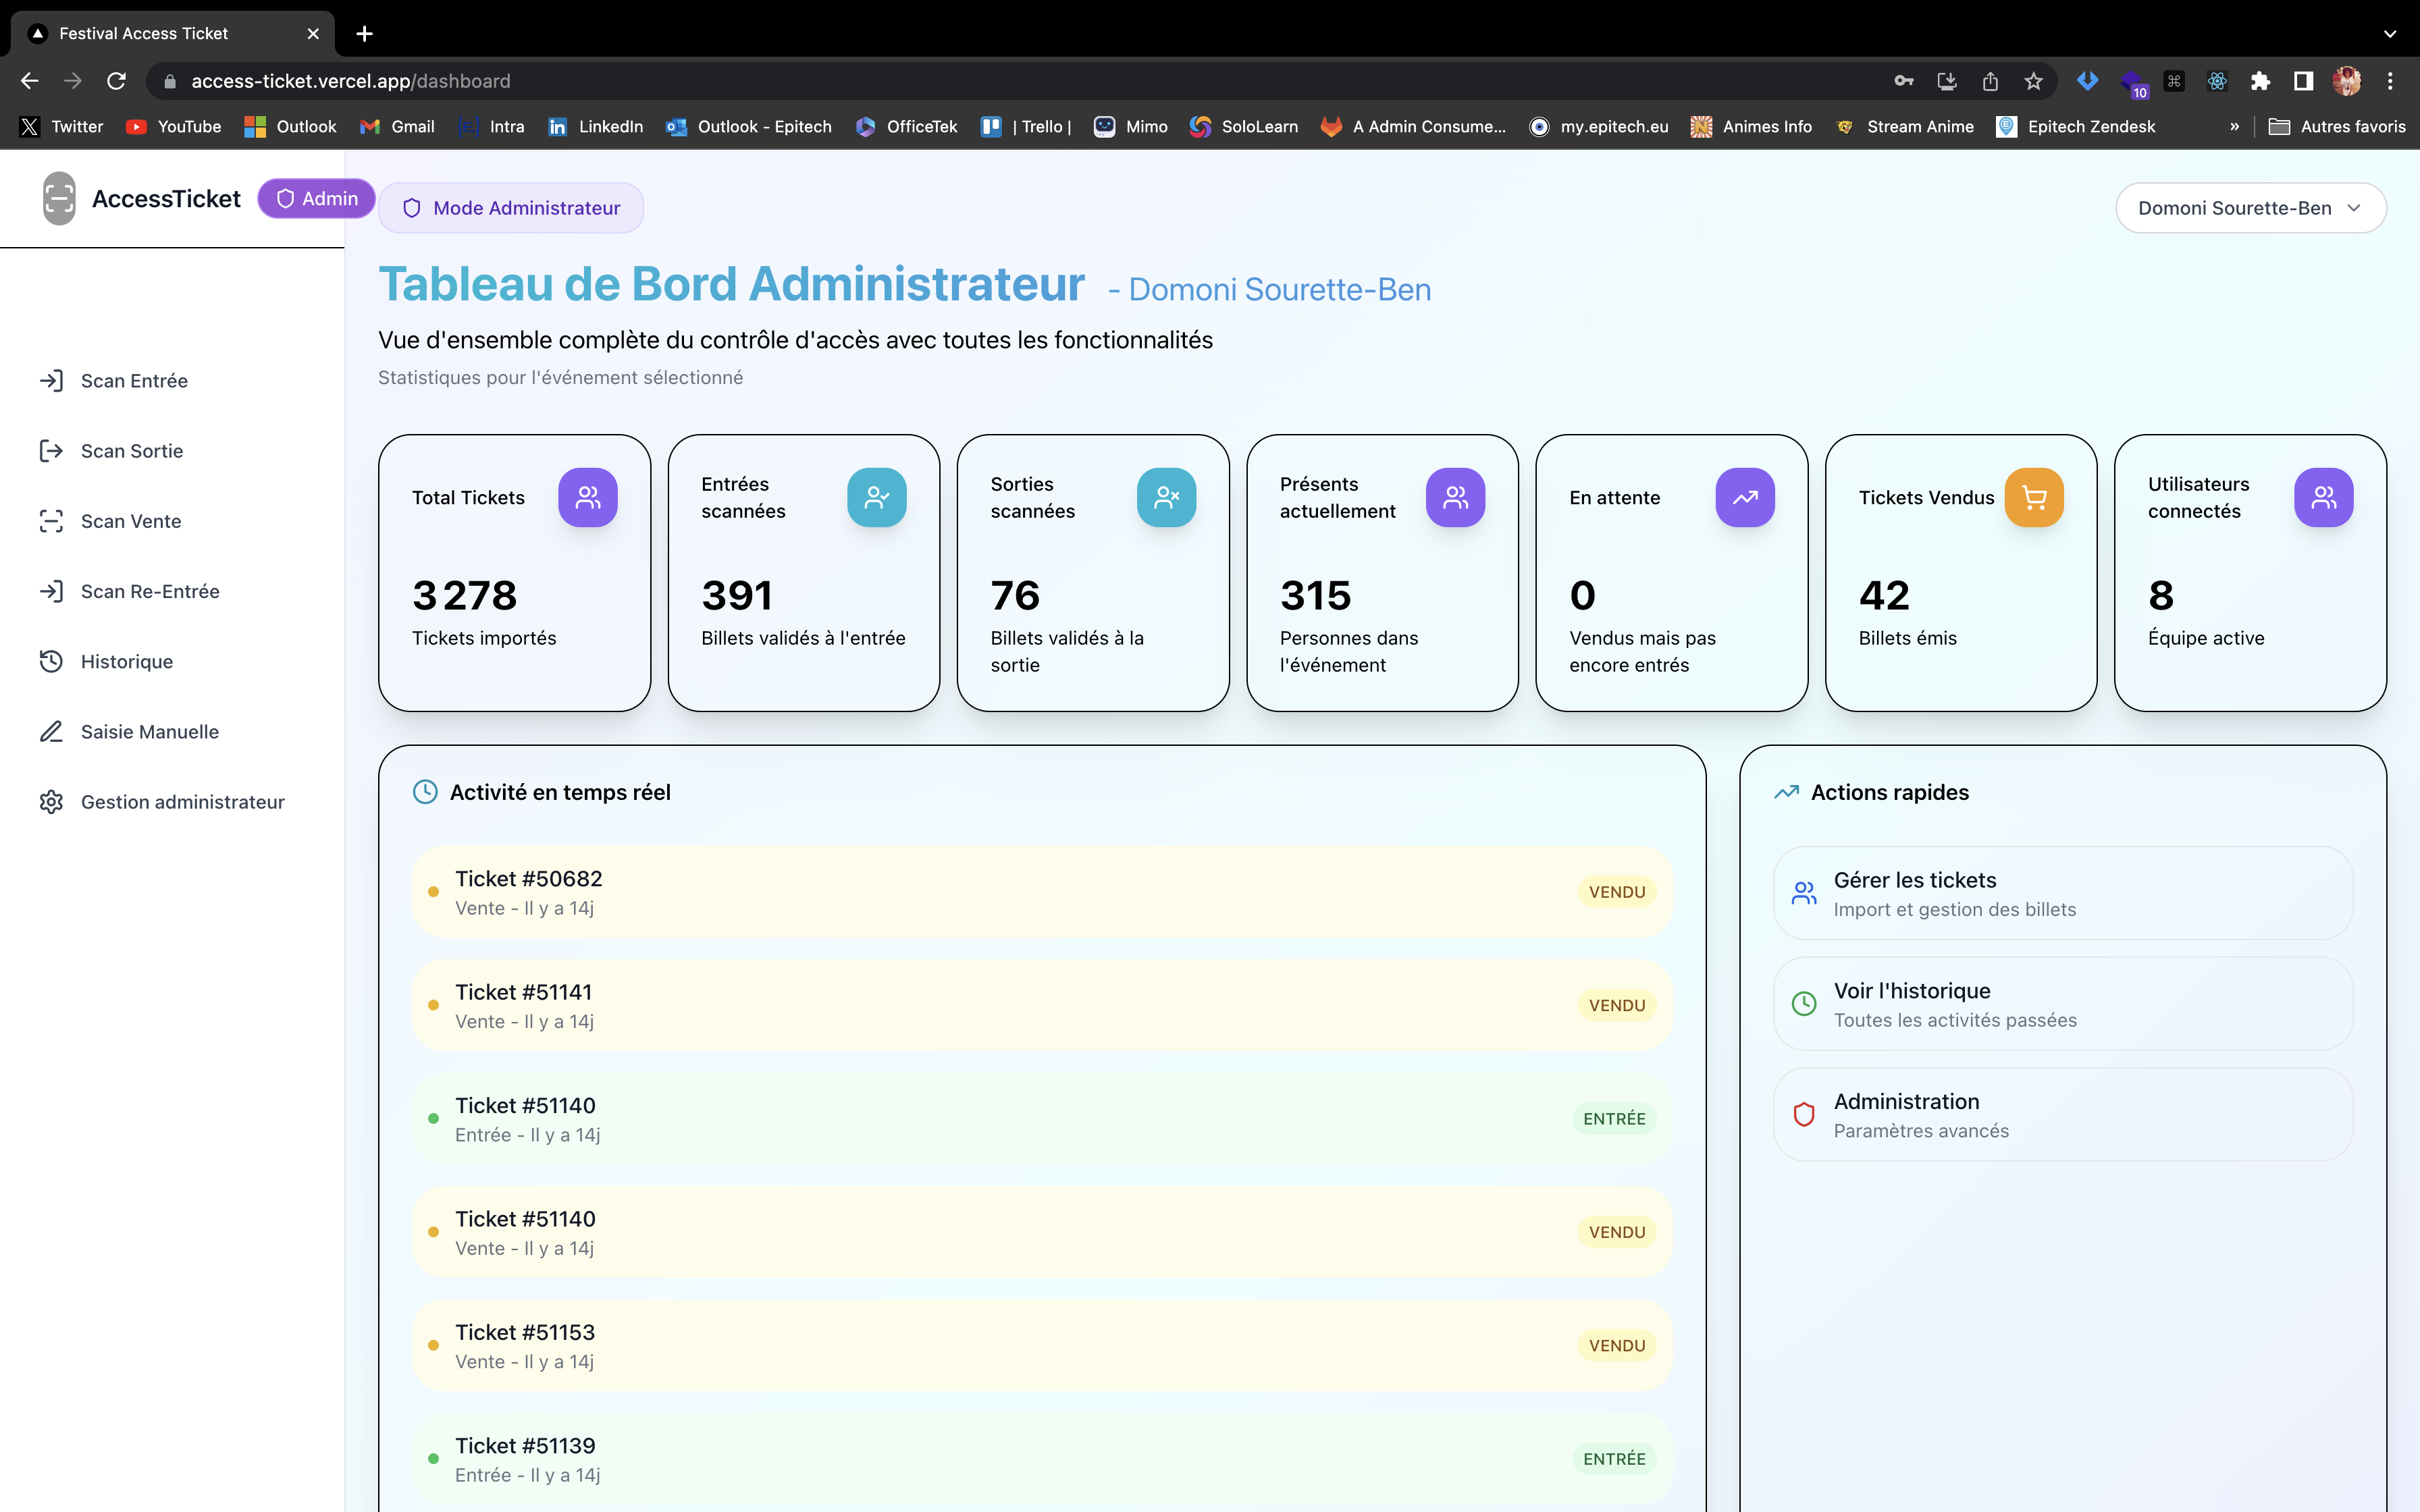 Festival Access Ticket
access-ticket.vercel.app/dashboard
10
Twitter YouTube Outlook Gmail Intra LinkedIn Outlook - Epitech OfficeTek | Trello | Mimo SoloLearn A Admin Consume... my.epitech.eu Animes Info Stream Anime Epitech Zendesk » Autres favoris
AccessTicket Admin
Mode Administrateur
Domoni Sourette-Ben
Tableau de Bord Administrateur - Domoni Sourette-Ben
Vue d'ensemble complète du contrôle d'accès avec toutes les fonctionnalités
Statistiques pour l'événement sélectionné
Scan Entrée
Scan Sortie
Scan Vente
Scan Re-Entrée
Historique
Saisie Manuelle
Gestion administrateur
Total Tickets
3 278
Tickets importés
Entrées
scannées
391
Billets validés à l'entrée
Sorties
scannées
76
Billets validés à la
sortie
Présents
actuellement
315
Personnes dans
l'événement
En attente
0
Vendus mais pas
encore entrés
Tickets Vendus
42
Billets émis
Utilisateurs
connectés
8
Équipe active
Activité en temps réel
Ticket #50682
Vente - Il y a 14j
VENDU
Ticket #51141
Vente - Il y a 14j
VENDU
Ticket #51140
Entrée - Il y a 14j
ENTRÉE
Ticket #51140
Vente - Il y a 14j
VENDU
Ticket #51153
Vente - Il y a 14j
VENDU
Ticket #51139
Entrée - Il y a 14j
ENTRÉE
Actions rapides
Gérer les tickets
Import et gestion des billets
Voir l'historique
Toutes les activités passées
Administration
Paramètres avancés